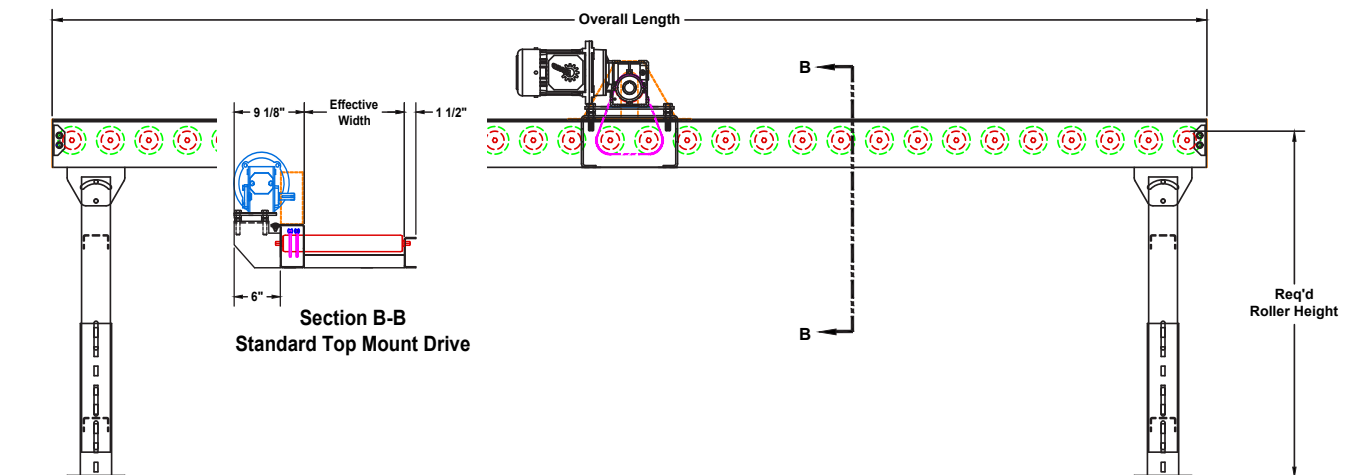 Overall Length
B
9 1/8"
Effective
Width
1 1/2"
6"
Section B-B
Standard Top Mount Drive
B
Req'd
Roller Height